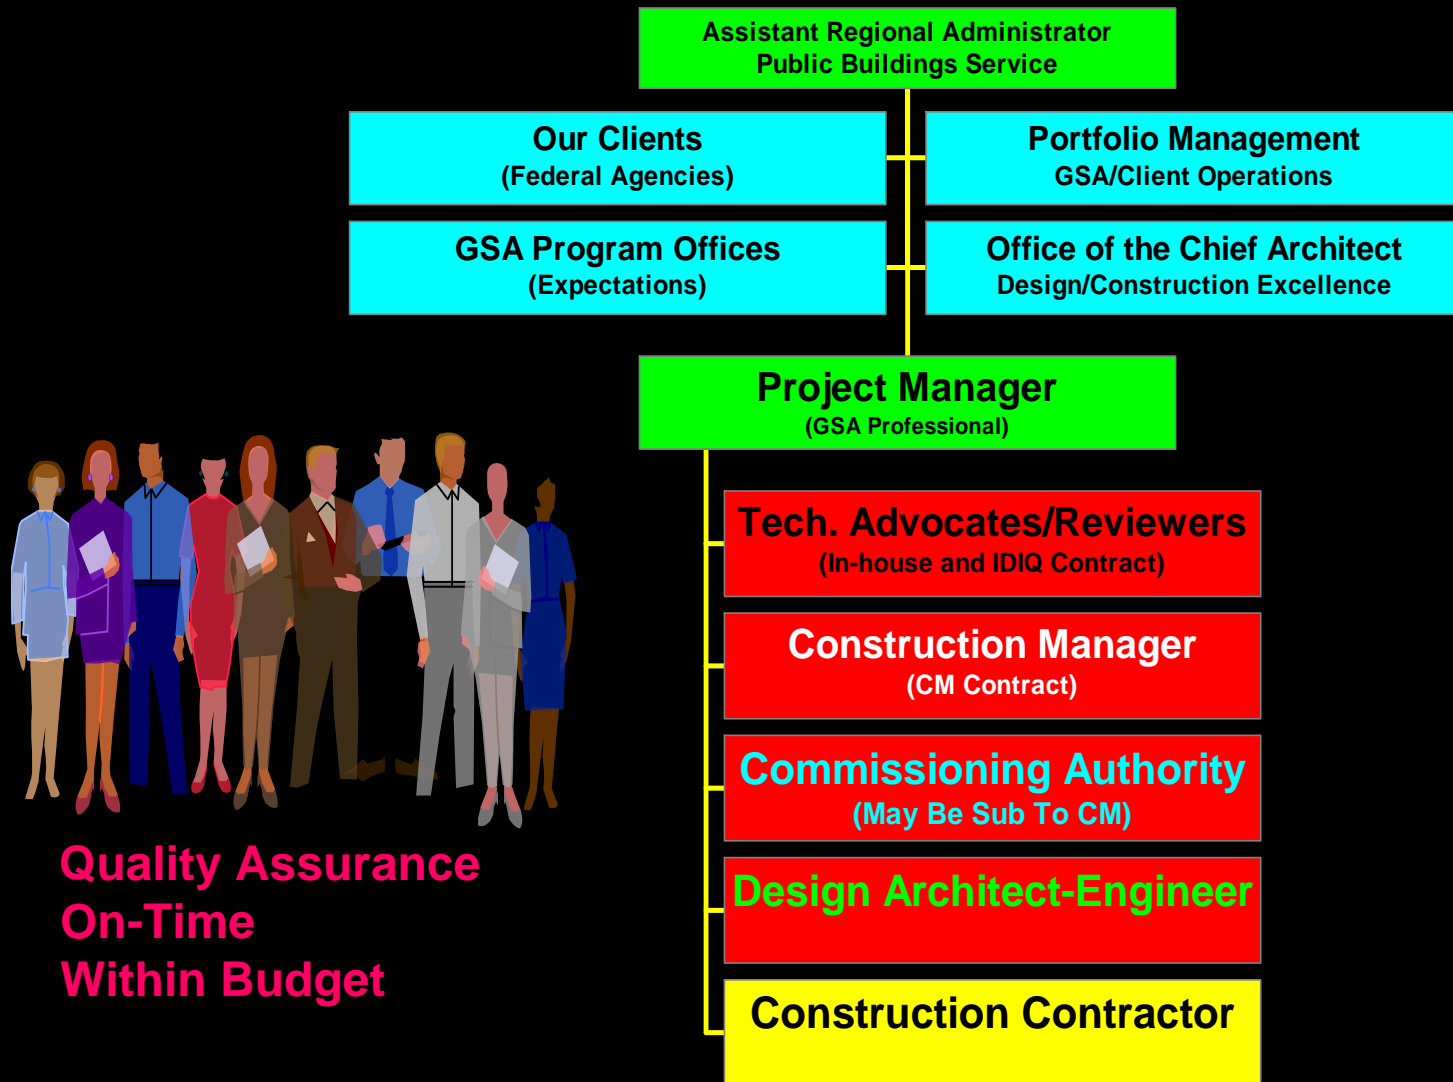 Assistant Regional Administrator
Public Buildings Service
Our Clients
(Federal Agencies)
Portfolio Management
GSA/Client Operations
GSA Program Offices
(Expectations)
Office of the Chief Architect
Design/Construction Excellence
Project Manager
(GSA Professional)
Tech. Advocates/Reviewers
(In-house and IDIQ Contract)
Construction Manager
(CM Contract)
Commissioning Authority
(May Be Sub To CM)
Design Architect-Engineer
Construction Contractor
Quality Assurance
On-Time
Within Budget